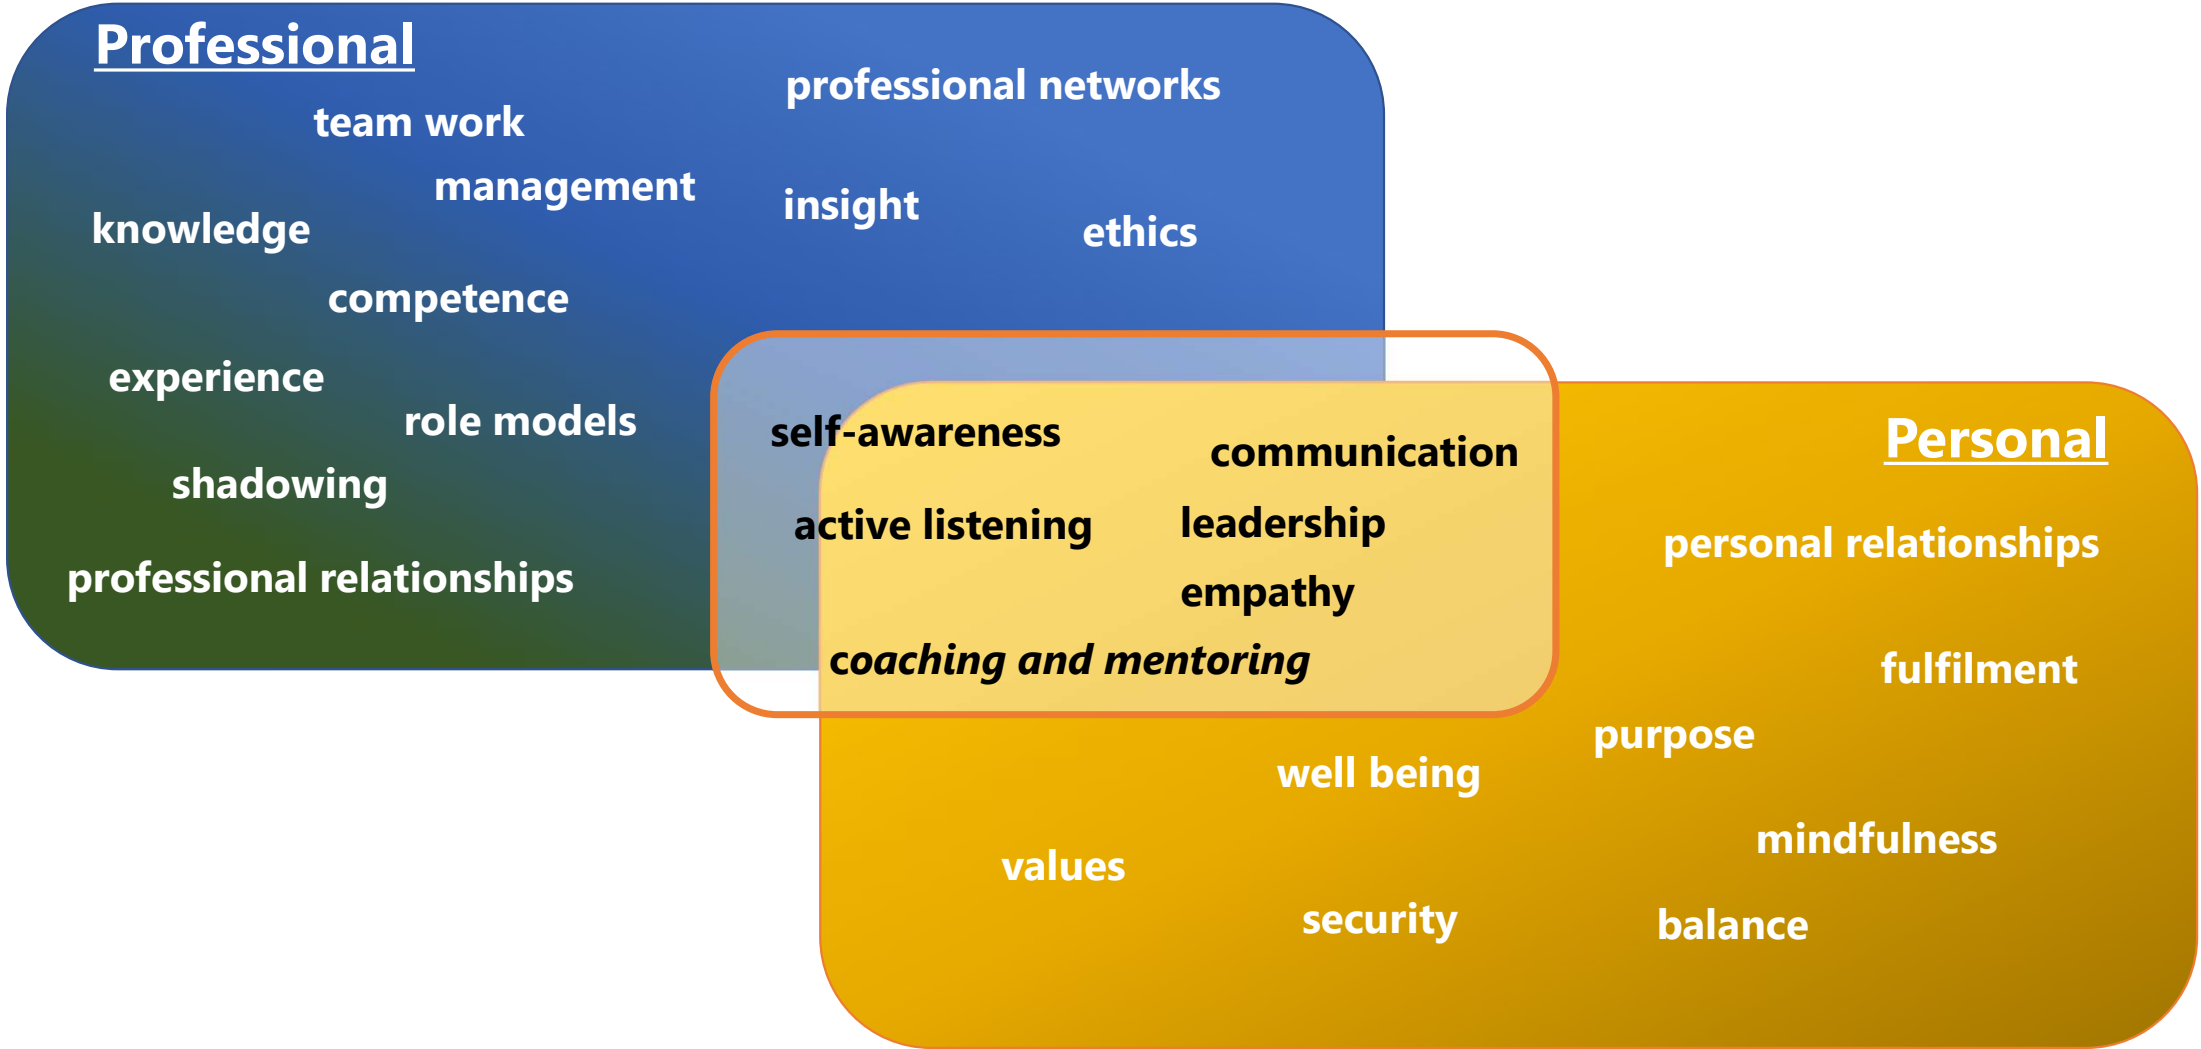 Professional
professional networks
team work
management
insight
knowledge
ethics
competence
experience
role models
shadowing
professional relationships
self-awareness
communication
active listening
leadership
empathy
coaching and mentoring
Personal
personal relationships
fulfilment
purpose
well being
mindfulness
values
security
balance